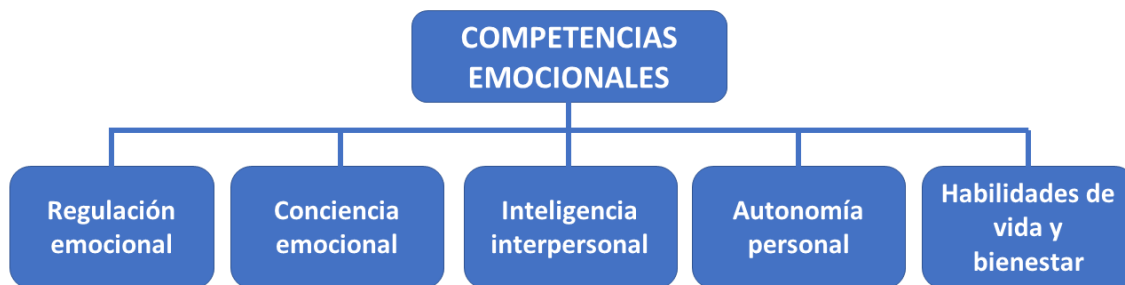 COMPETENCIAS
EMOCIONALES
Regulación
emocional
Conciencia
emocional
Inteligencia
interpersonal
Autonomía
personal
Habilidades de
vida y
bienestar